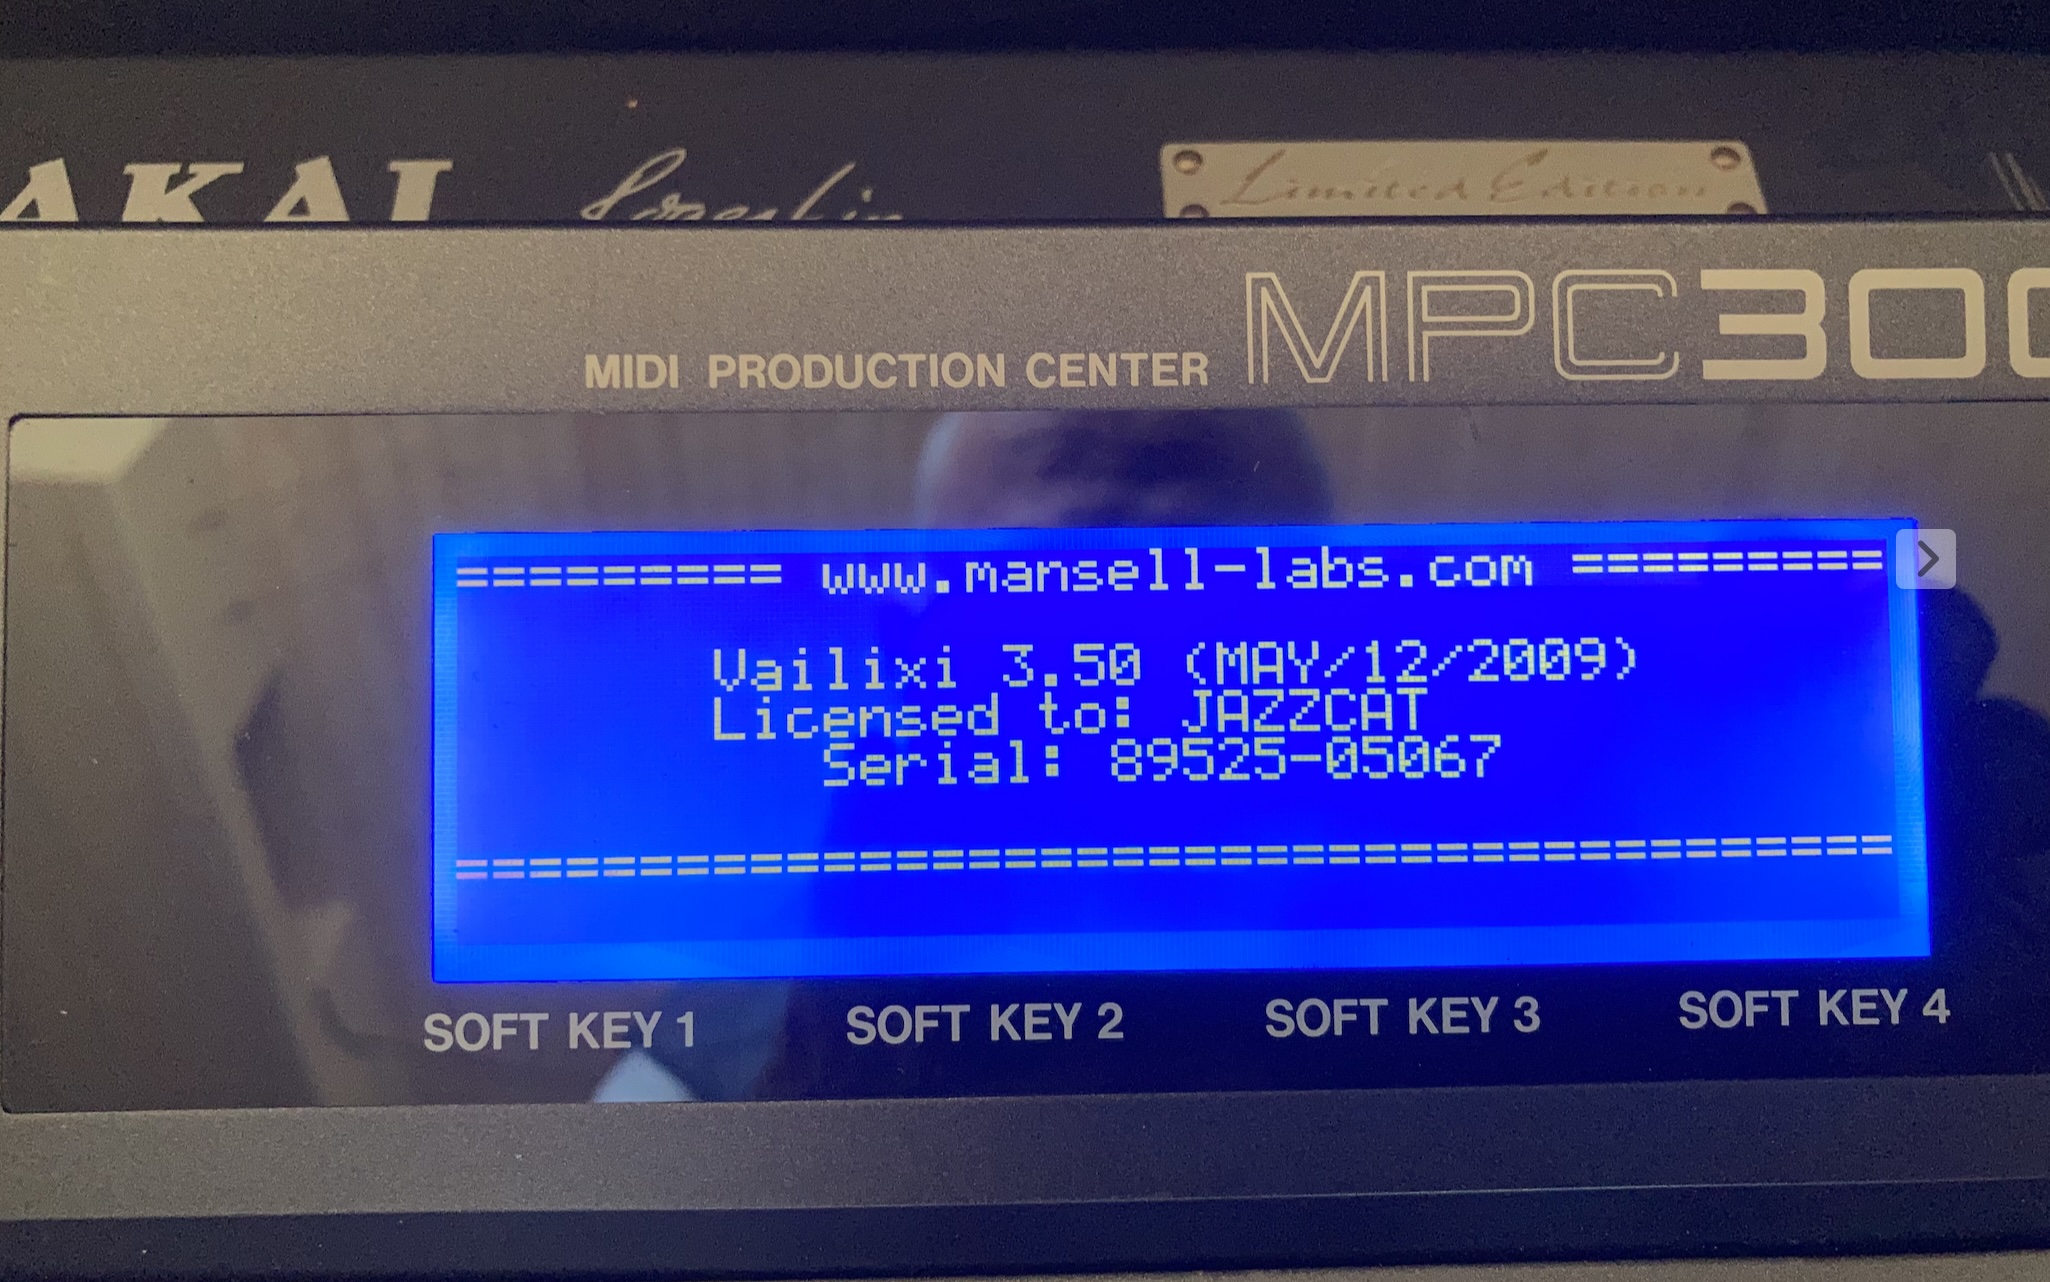 AKAI
Limited Edition
MIDI PRODUCTION CENTER MPC300
========= www.mansell-labs.com =========
Vailixi 3.50 (MAY/12/2009)
Licensed to: JAZZCAT
Serial: 89525-05067
=======================================
SOFT KEY 1 SOFT KEY 2 SOFT KEY 3 SOFT KEY 4